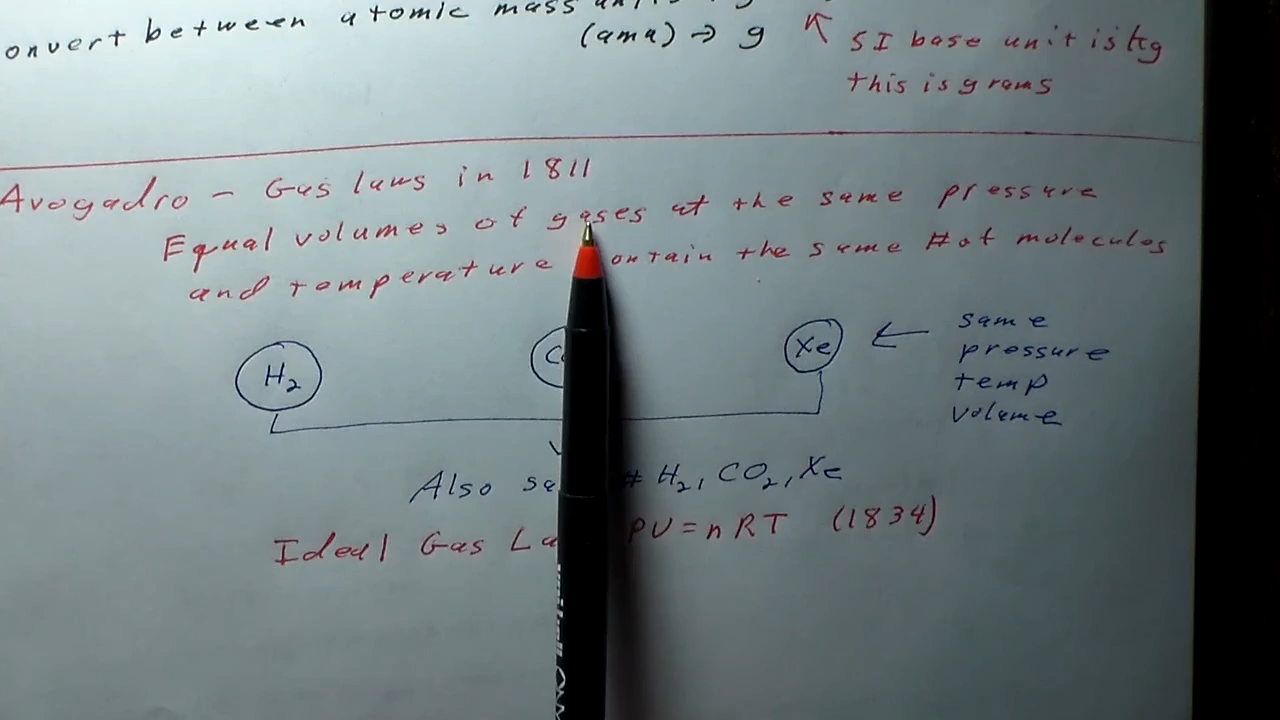 onvert between atomic mass
(amu) → g ↖ SI base unit is kg
this is grams
Avogadro - Gas laws in 1811
Equal volumes of gases at the same pressure
and temperature ontain the same # of molecules
H₂ Xe ← same
pressure
temp
volume
Also # H₂, CO₂, Xe
Ideal Gas La PV = nRT (1834)